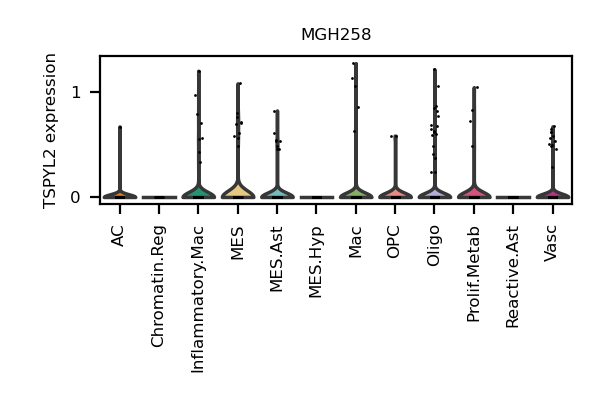 MGH258
TSPYL2 expression
1
0
AC
Chromatin.Reg
Inflammatory.Mac
MES
MES.Ast
MES.Hyp
Mac
OPC
Oligo
Prolif.Metab
Reactive.Ast
Vasc